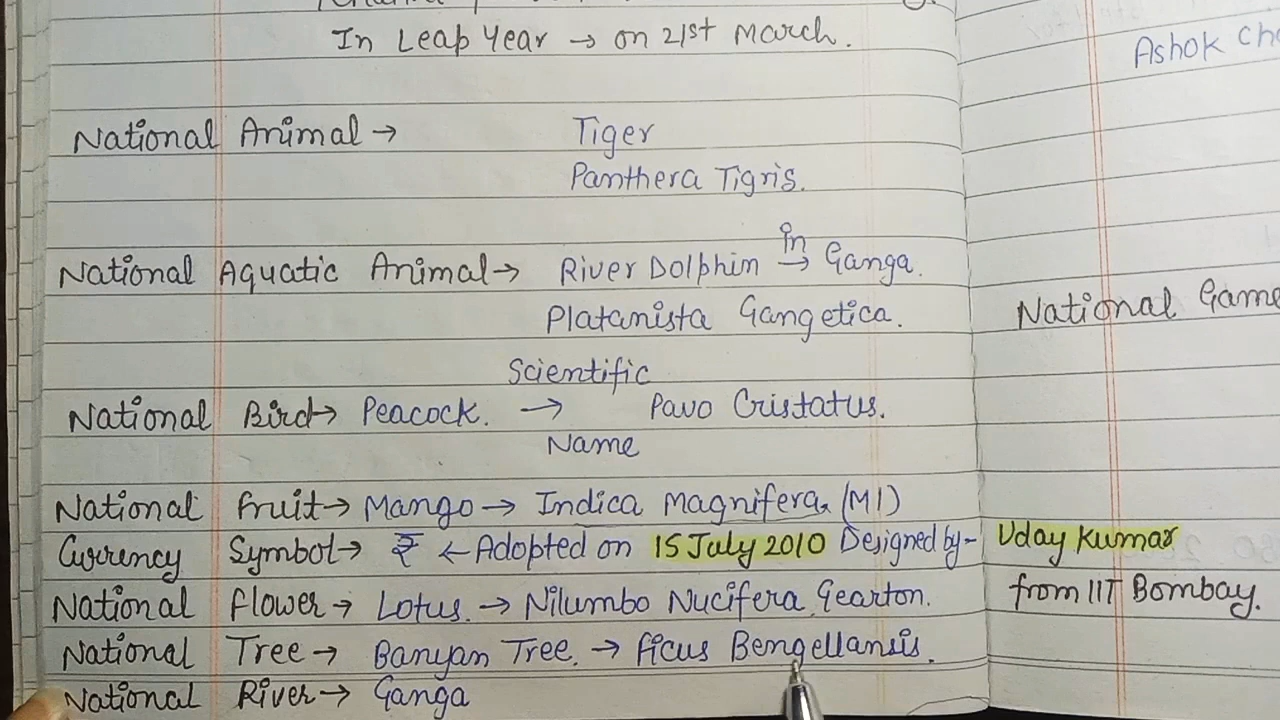 In Leap Year → on 21st March.
Ashok
National Animal → Tiger
Panthera Tigris.
National Aquatic Animal → River Dolphin in → Ganga.
Platanista Gangetica.
National Game
Scientific
National Bird → Peacock. → Pavo Cristatus.
Name
National Fruit → Mango → Indica Magnifera, (MI)
Currency Symbol → ₹ ← Adopted on 15 July 2010 Designed by - Uday Kumar
from IIT Bombay.
National Flower → Lotus. → Nilumbo Nucifera Gearton.
National Tree → Banyan Tree. → Ficus Bengellansis.
National River → Ganga